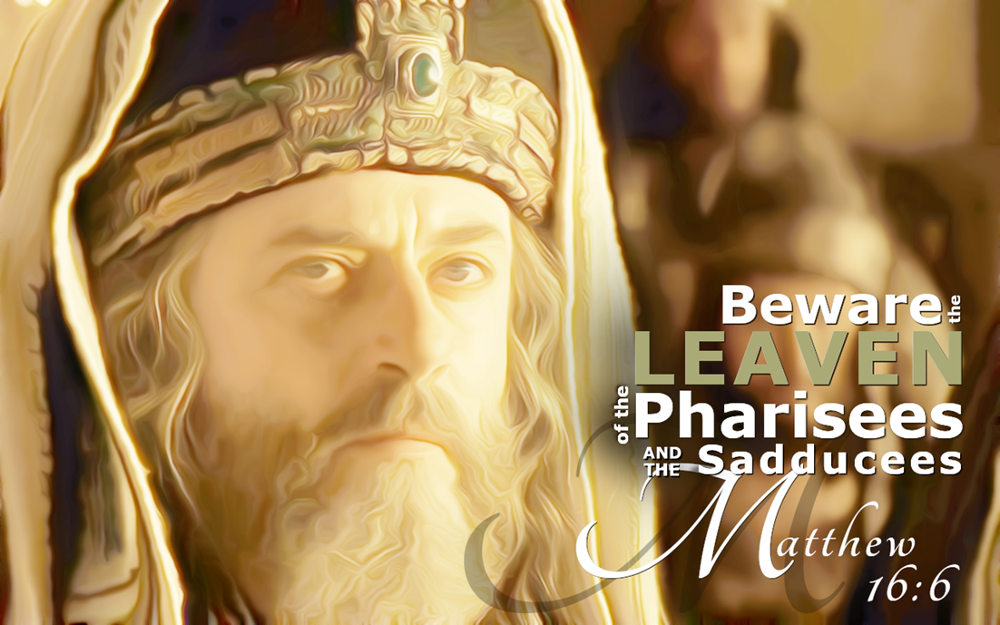 Beware the
LEAVEN
of the Pharisees
AND THE Sadducees
Matthew
16:6